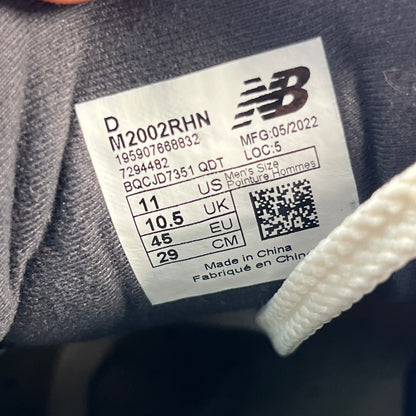 D
M2002RHN
195907668832
7294482
BQCJD7351 QDT
NB
MFG:05/2022
LOC:5
11 US Men's Size
10.5 UK Pointure Hommes
45 EU
29 CM
Made in China
Fabriqué en Chine